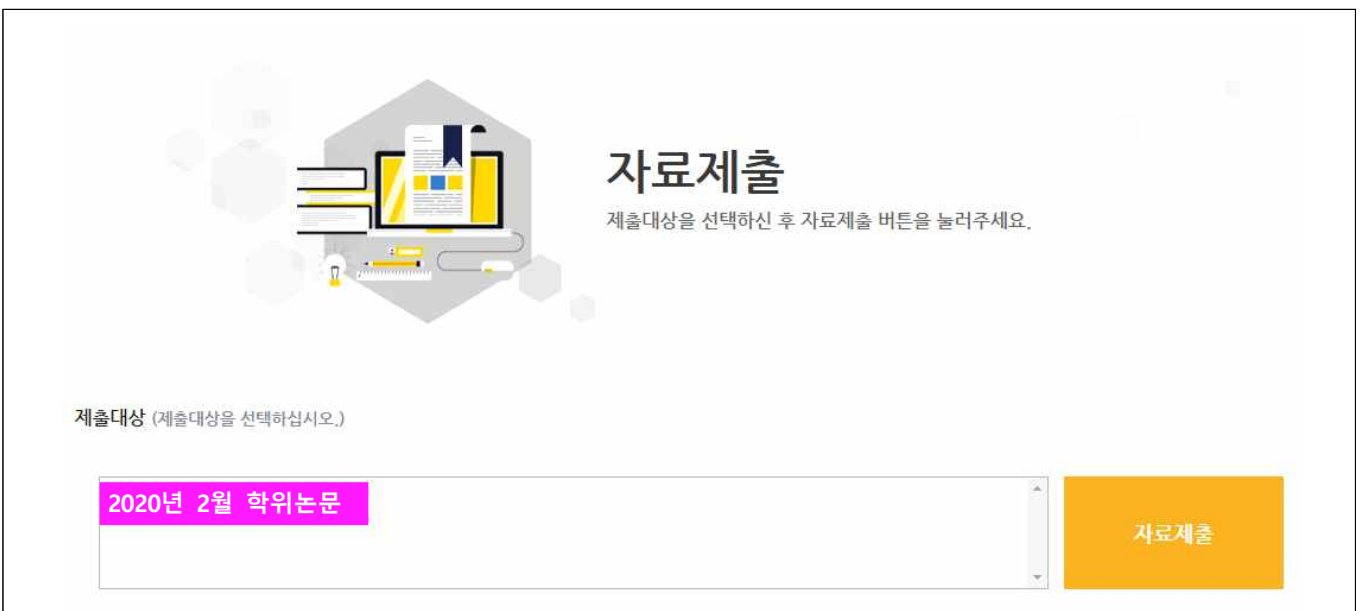 자료제출
제출대상을 선택하신 후 자료제출 버튼을 눌러주세요.
제출대상 (제출대상을 선택하십시오.)
2020년 2월 학위논문
자료제출